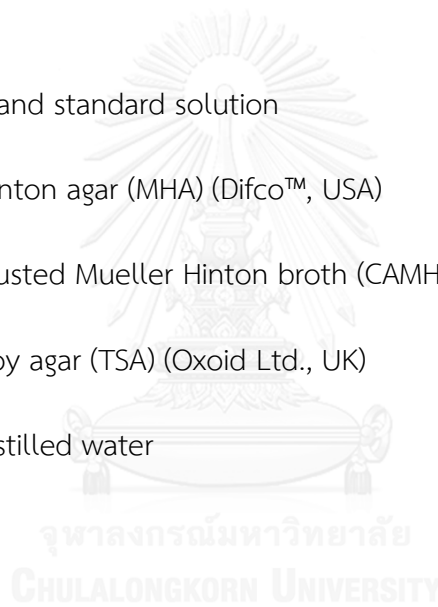 and standard solution
nton agar (MHA) (Difco™, USA)
usted Mueller Hinton broth (CAMH
oy agar (TSA) (Oxoid Ltd., UK)
stilled water
จุฬาลงกรณ์มหาวิทยาลัย
CHULALONGKORN UNIVERSITY